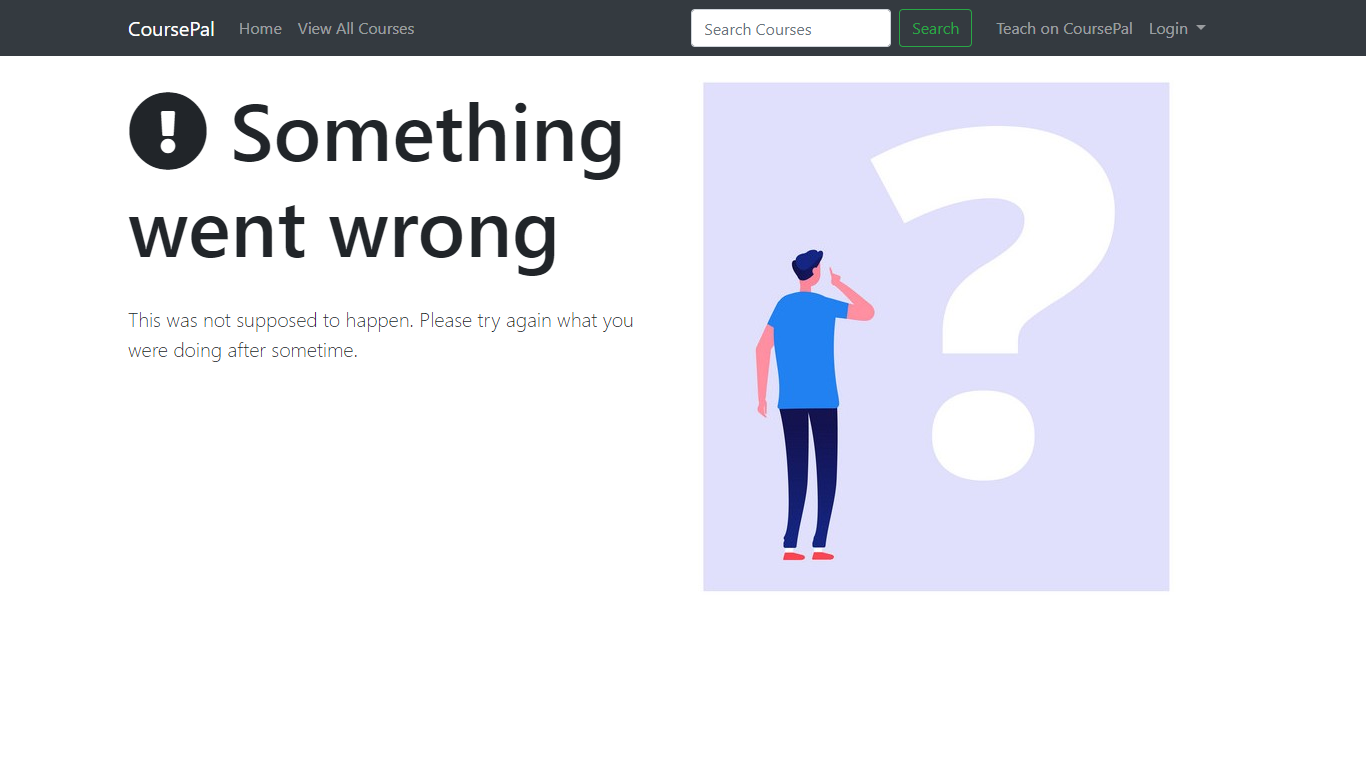 CoursePal Home View All Courses Search Courses Search Teach on CoursePal Login
Something
went wrong
This was not supposed to happen. Please try again what you
were doing after sometime.